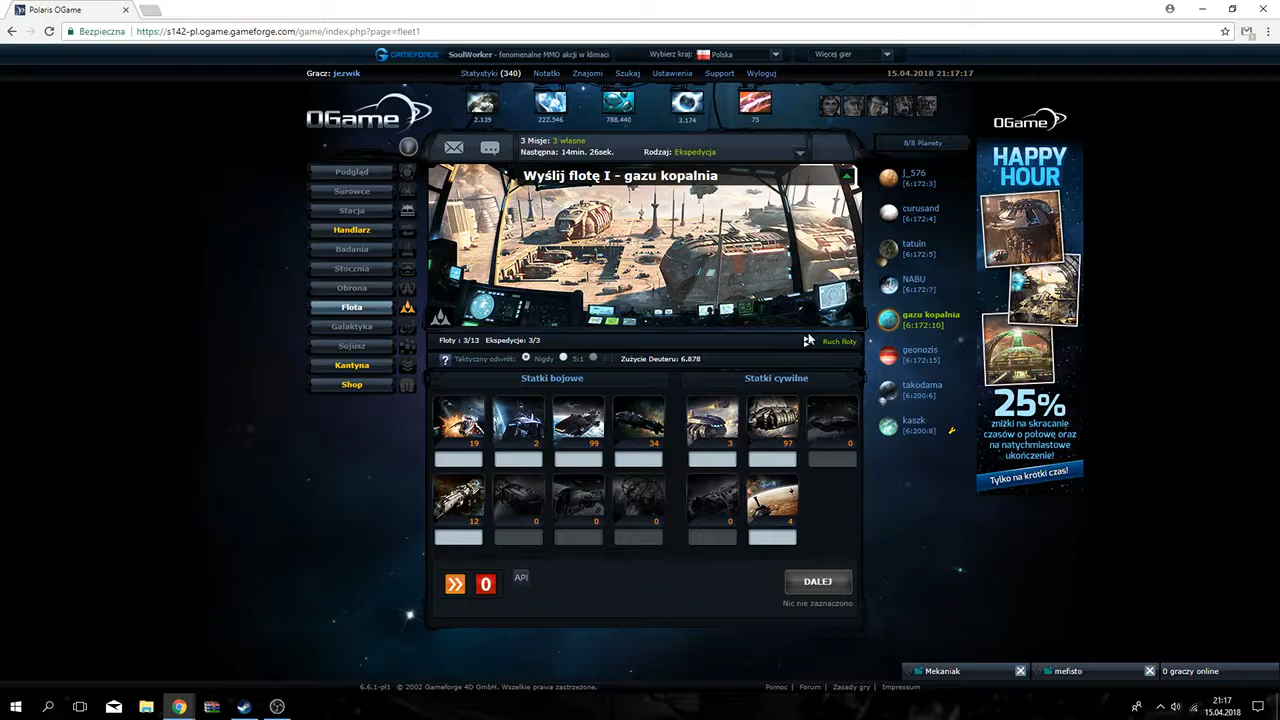 Polaris OGame
Bezpieczna
https://s142-pl.ogame.gameforge.com/game/index.php?page=fleet1
GAMEFORGE
SoulWorker - fenomenalne MMO akcji w klimaci
Wybierz kraj:
Polska
Więcej gier
Gracz: jezwik
Statystyki (340)
Notatki
Znajomi
Szukaj
Ustawienia
Support
Wyloguj
15.04.2018 21:17:17
OGame
2.139
222.546
788.440
3.174
75
3 Misje: 3 własne
Następna: 14min. 26sek.
Rodzaj: Ekspedycja
8/8 Planety
Podgląd
Surowce
Stacja
Handlarz
Badania
Stocznia
Obrona
Flota
Galaktyka
Sojusz
Kantyna
Shop
Wyślij flotę I - gazu kopalnia
Floty : 3/13
Ekspedycje: 3/3
Ruch floty
Taktyczny odwrót:
Nigdy
5:1
Zużycie Deuteru: 6.878
Statki bojowe
Statki cywilne
19
2
99
34
3
97
0
12
0
0
0
0
4
0
API
DALEJ
Nic nie zaznaczono
j_576
[6:172:3]
curusand
[6:172:4]
tatuin
[6:172:5]
NABU
[6:172:7]
gazu kopalnia
[6:172:10]
geonozis
[6:172:15]
takodama
[6:200:6]
kaszk
[6:200:8]
OGame
HAPPY
HOUR
25%
zniżki na skracanie
czasów o połowę oraz
na natychmiastowe
ukończenie!
Tylko na krótki czas!
Mekaniak
mefisto
0 graczy online
6.6.1-pl1
© 2002 Gameforge 4D GmbH. Wszelkie prawa zastrzeżone.
Pomoc
Forum
Zasady gry
Impressum
21:17
15.04.2018